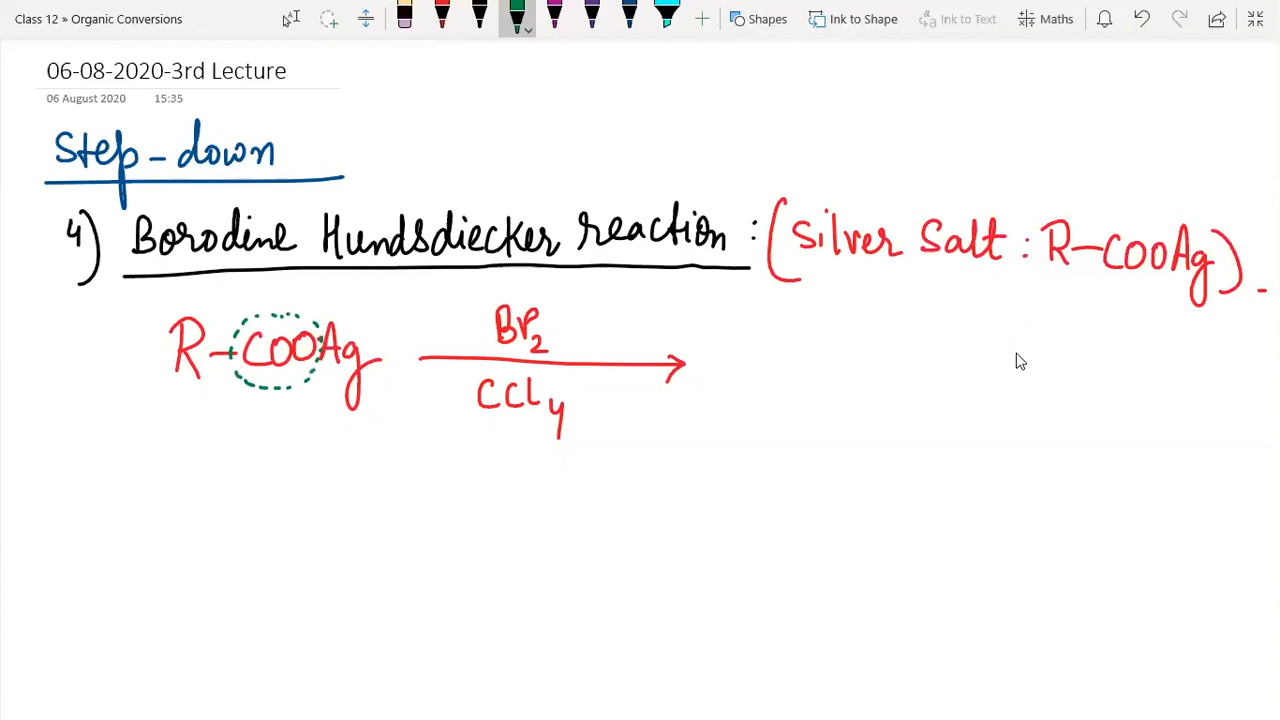 Class 12 » Organic Conversions
Shapes
Ink to Shape
Ink to Text
Maths
06-08-2020-3rd Lecture
06 August 2020 15:35
Step-down
4) Borodine Hundsdiecker reaction : (Silver Salt : R-COOAg).
R-COOAg Br2
CCl4